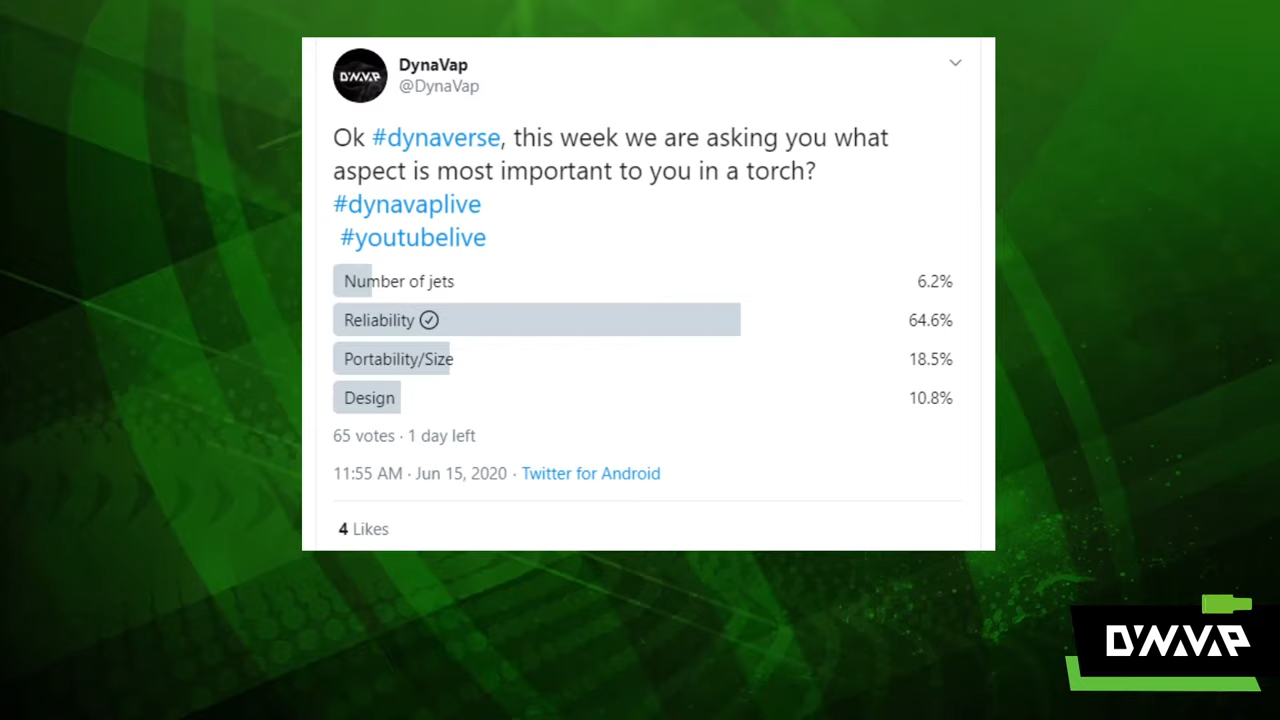 DynaVap
@DynaVap
Ok #dynaverse, this week we are asking you what
aspect is most important to you in a torch?
#dynavaplive
#youtubelive
Number of jets 6.2%
Reliability 64.6%
Portability/Size 18.5%
Design 10.8%
65 votes · 1 day left
11:55 AM · Jun 15, 2020 · Twitter for Android
4 Likes
DYNAVAP